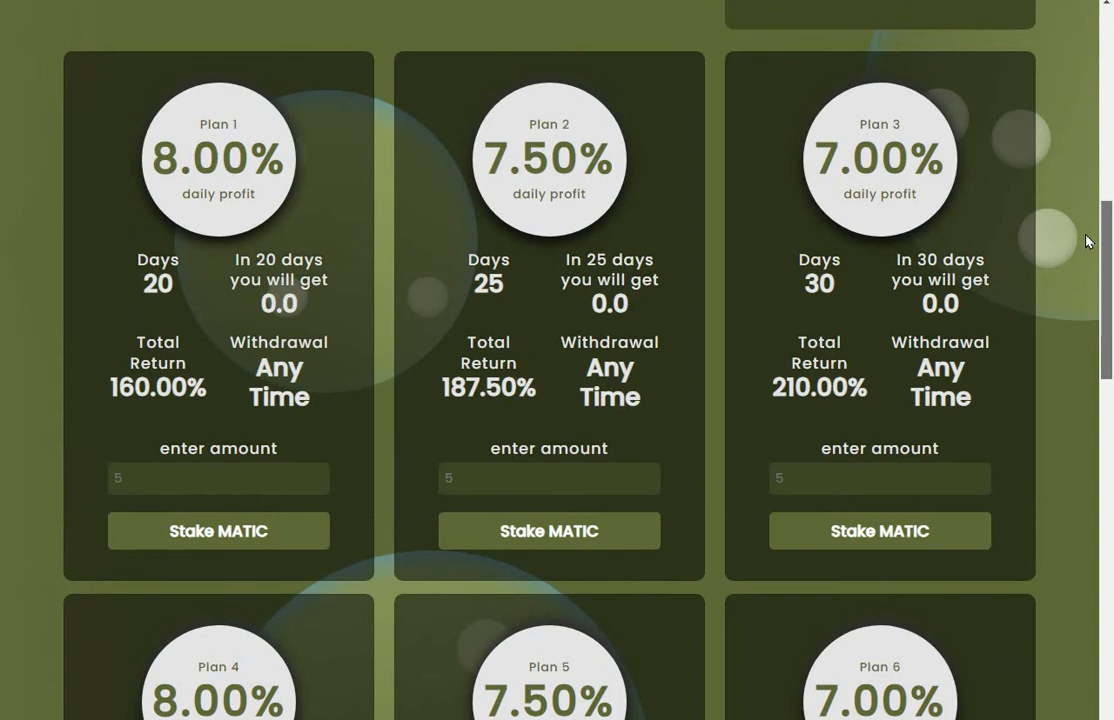 Plan 1
8.00%
daily profit
Days
20
In 20 days
you will get
0.0
Total
Return
160.00%
Withdrawal
Any
Time
enter amount
5
Stake MATIC
Plan 2
7.50%
daily profit
Days
25
In 25 days
you will get
0.0
Total
Return
187.50%
Withdrawal
Any
Time
enter amount
5
Stake MATIC
Plan 3
7.00%
daily profit
Days
30
In 30 days
you will get
0.0
Total
Return
210.00%
Withdrawal
Any
Time
enter amount
5
Stake MATIC
Plan 4
8.00%
Plan 5
7.50%
Plan 6
7.00%